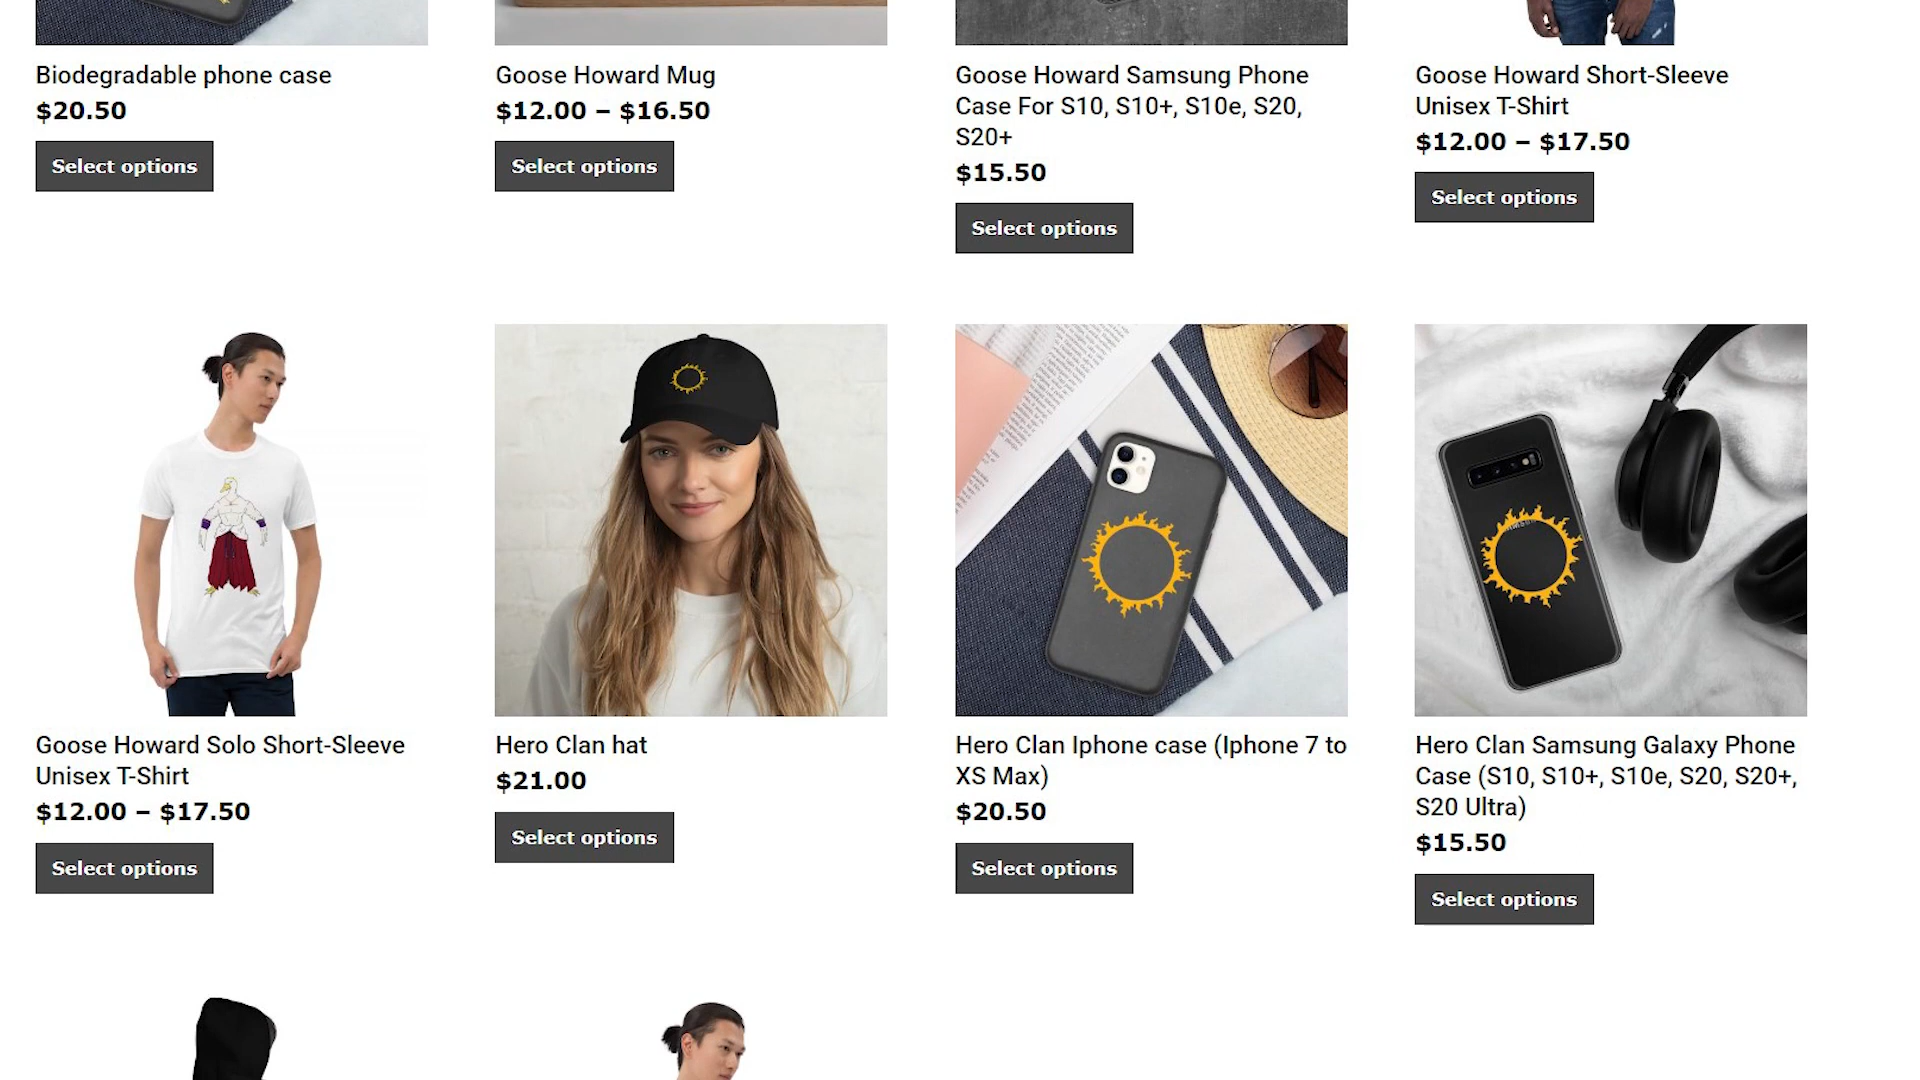 Biodegradable phone case
$20.50
Select options
Goose Howard Mug
$12.00 – $16.50
Select options
Goose Howard Samsung Phone
Case For S10, S10+, S10e, S20,
S20+
$15.50
Select options
Goose Howard Short-Sleeve
Unisex T-Shirt
$12.00 – $17.50
Select options
Goose Howard Solo Short-Sleeve
Unisex T-Shirt
$12.00 – $17.50
Select options
Hero Clan hat
$21.00
Select options
Hero Clan Iphone case (Iphone 7 to
XS Max)
$20.50
Select options
Hero Clan Samsung Galaxy Phone
Case (S10, S10+, S10e, S20, S20+,
S20 Ultra)
$15.50
Select options